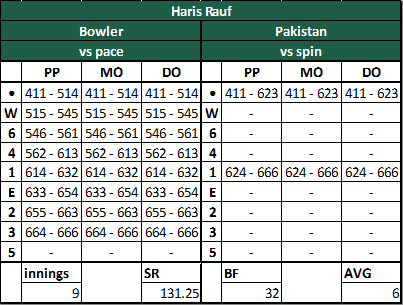 Haris Rauf
Bowler Pakistan
vs pace vs spin
PP MO DO PP MO DO
• 411 - 514 411 - 514 411 - 514 • 411 - 623 411 - 623 411 - 623
W 515 - 545 515 - 545 515 - 545 W - - -
6 546 - 561 546 - 561 546 - 561 6 - - -
4 562 - 613 562 - 613 562 - 613 4 - - -
1 614 - 632 614 - 632 614 - 632 1 624 - 666 624 - 666 624 - 666
E 633 - 654 633 - 654 633 - 654 E - - -
2 655 - 663 655 - 663 655 - 663 2 - - -
3 664 - 666 664 - 666 664 - 666 3 - - -
5 - - - 5 - - -
innings SR BF AVG
9 131.25 32 6